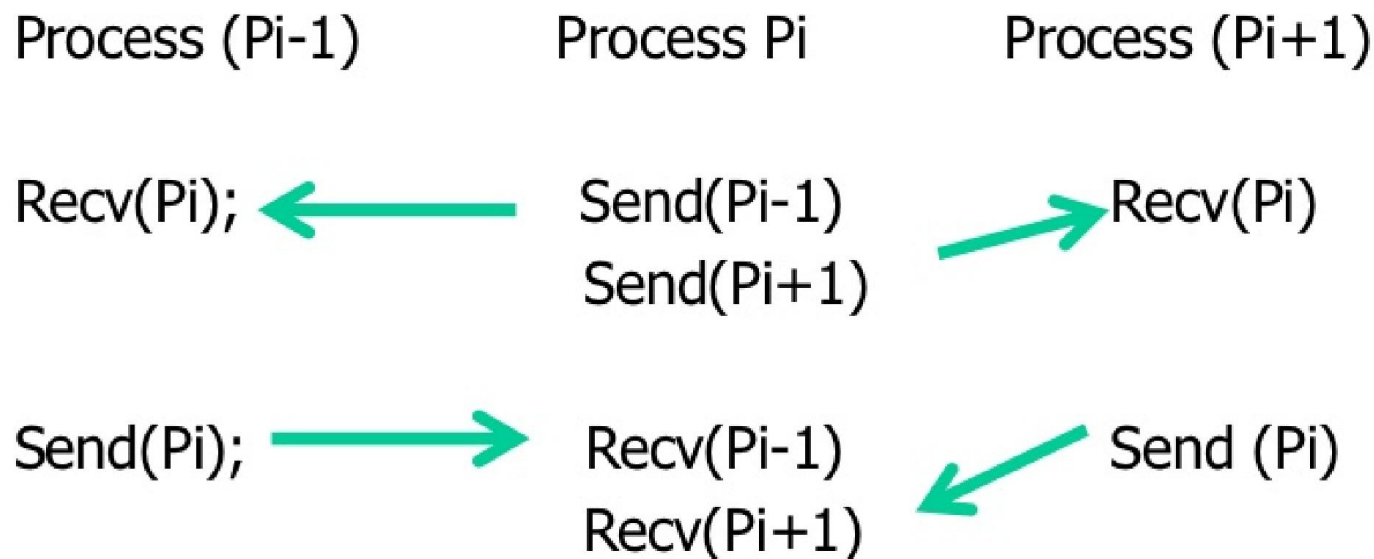 Process (Pi-1) Process Pi Process (Pi+1)
Recv(Pi); Send(Pi-1) Recv(Pi)
Send(Pi+1)
Send(Pi); Recv(Pi-1) Send (Pi)
Recv(Pi+1)